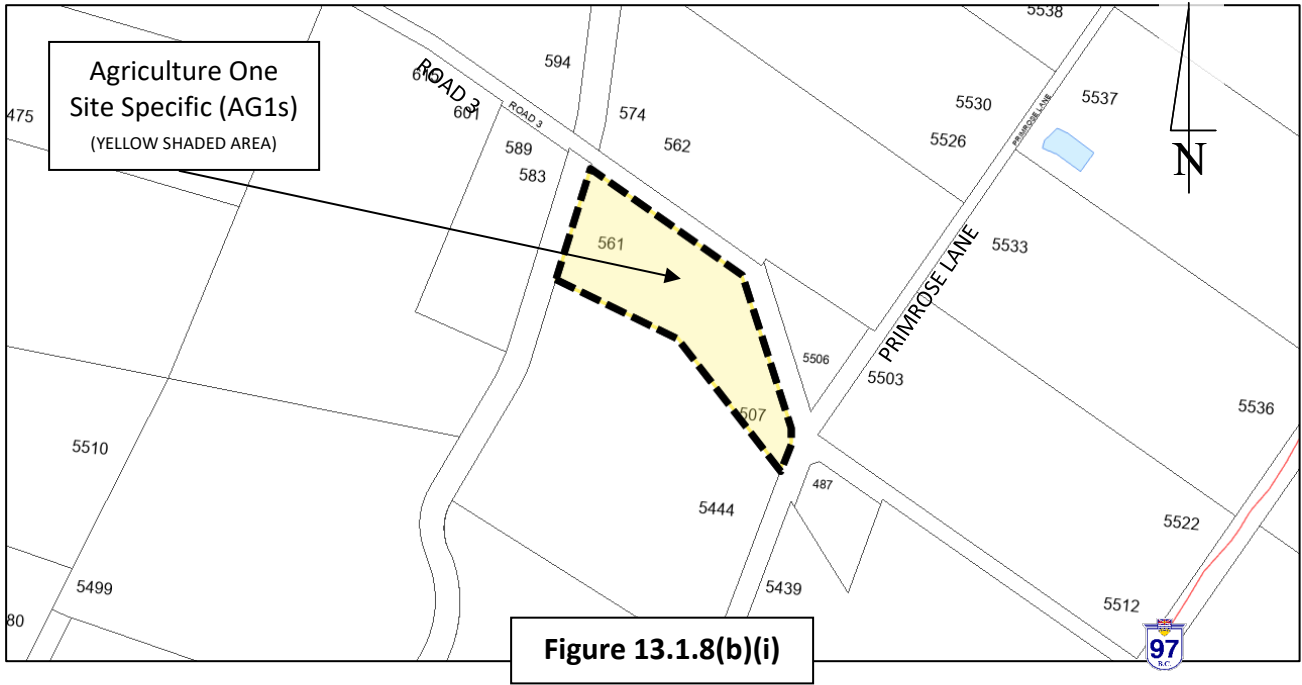 5538
Agriculture One
Site Specific (AG1s)
(YELLOW SHADED AREA)
594
ROAD 3
615
601
ROAD 3
475
574
562
5530
5526
PRIMROSE LANE
5537
N
589
583
561
5533
PRIMROSE LANE
5506
5503
507
5536
5510
487
5444
5522
5499
5439
5512
80
Figure 13.1.8(b)(i)
97
B.C.